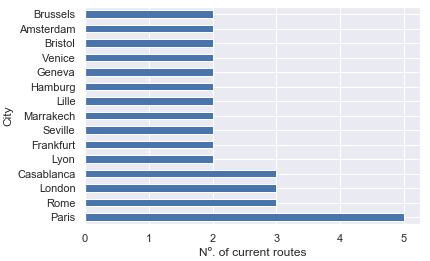 Brussels
Amsterdam
Bristol
Venice
Geneva
Hamburg
Lille
Marrakech
Seville
Frankfurt
Lyon
Casablanca
London
Rome
Paris
City
0 1 2 3 4 5
Nº. of current routes